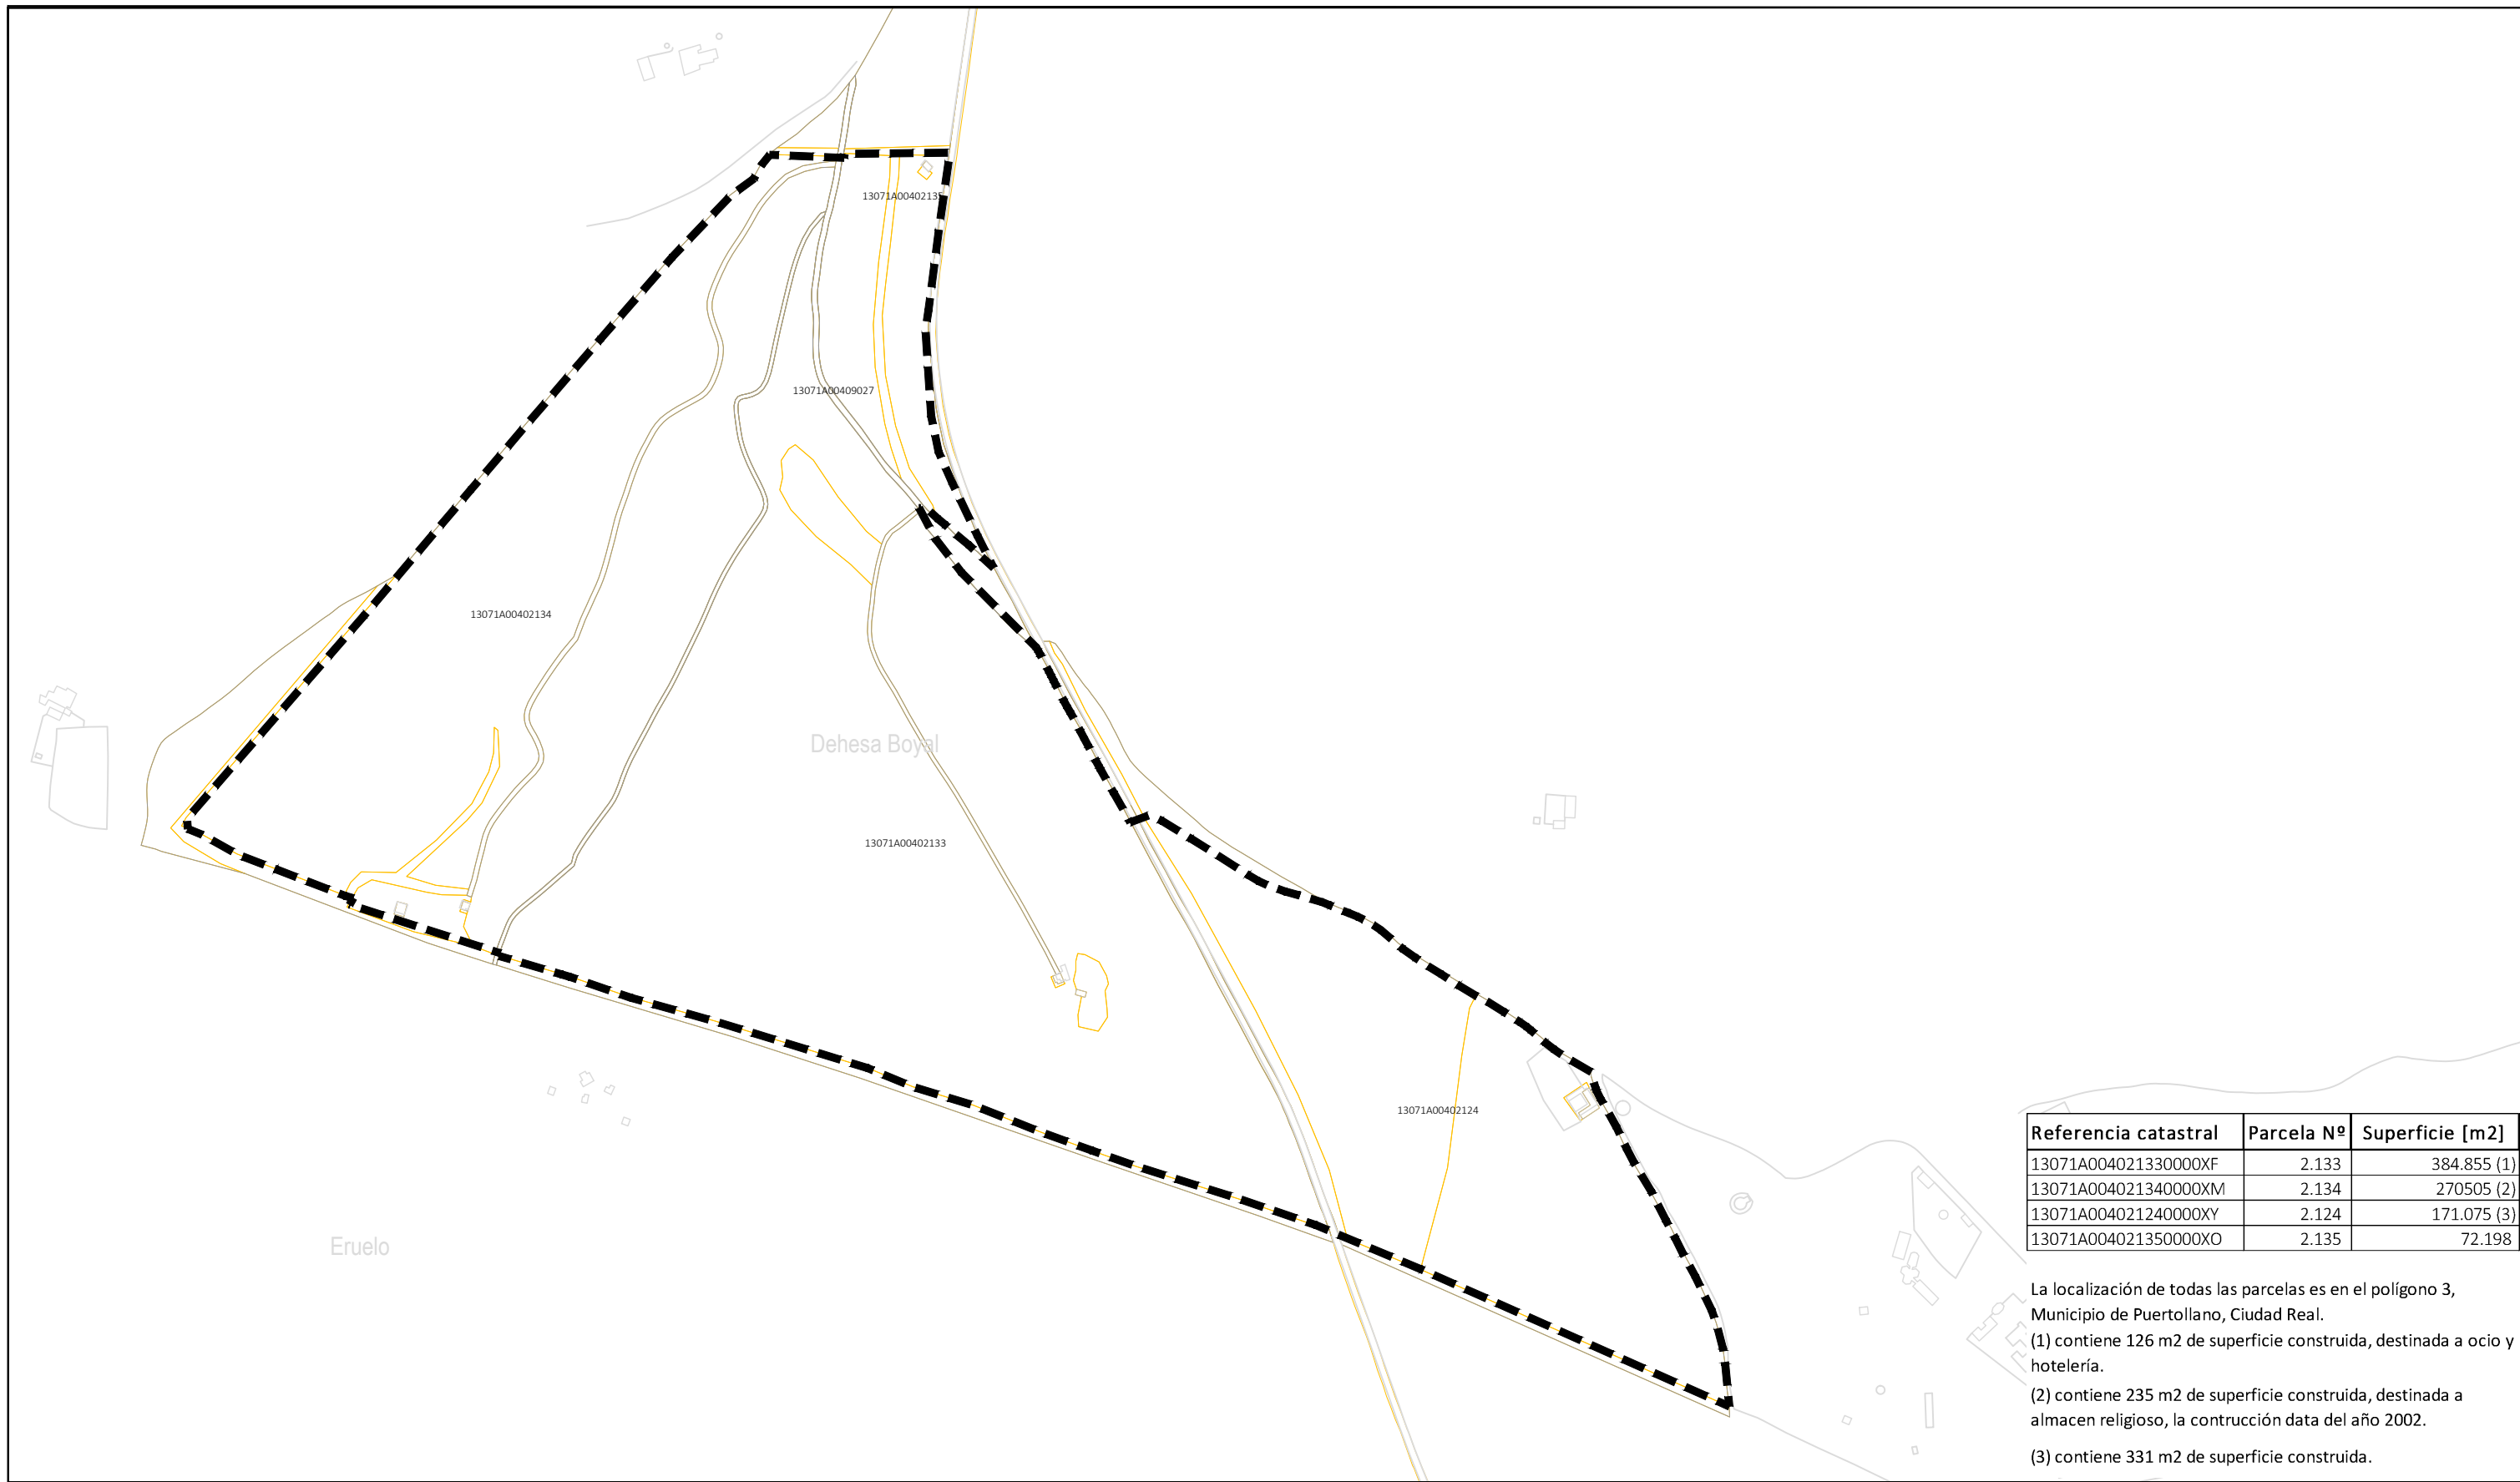 13071A00402135
13071A00409027
13071A00402134
Dehesa Boyal
13071A00402133
13071A00402124
Eruelo
Referencia catastral Parcela Nº Superficie [m2]
13071A004021330000XF 2.133 384.855 (1)
13071A004021340000XM 2.134 270505 (2)
13071A004021240000XY 2.124 171.075 (3)
13071A004021350000XO 2.135 72.198
La localización de todas las parcelas es en el polígono 3,
Municipio de Puertollano, Ciudad Real.
(1) contiene 126 m2 de superficie construida, destinada a ocio y
hotelería.
(2) contiene 235 m2 de superficie construida, destinada a
almacen religioso, la contrucción data del año 2002.
(3) contiene 331 m2 de superficie construida.